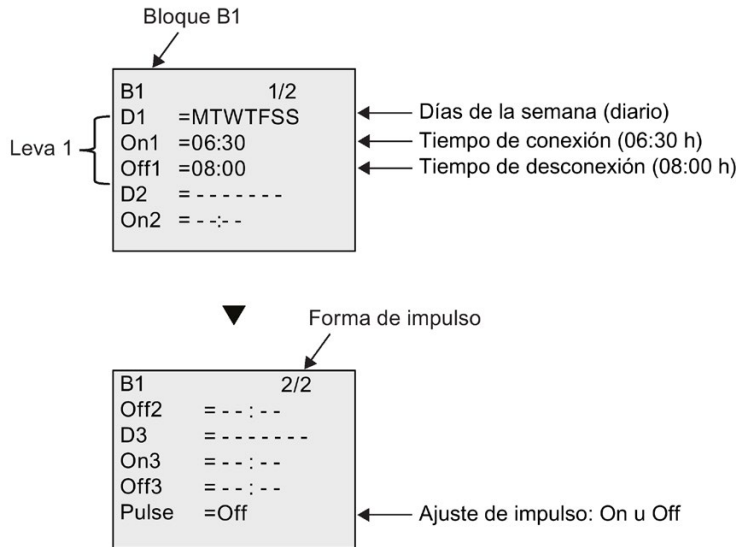 Bloque B1
B1 1/2
D1 =MTWTFSS
Días de la semana (diario)
Leva 1
On1 =06:30
Tiempo de conexión (06:30 h)
Off1 =08:00
Tiempo de desconexión (08:00 h)
D2 = - - - - - - -
On2 = - -:- -
Forma de impulso
B1 2/2
Off2 = - - : - -
D3 = - - - - - - -
On3 = - - : - -
Off3 = - - : - -
Pulse =Off
Ajuste de impulso: On u Off